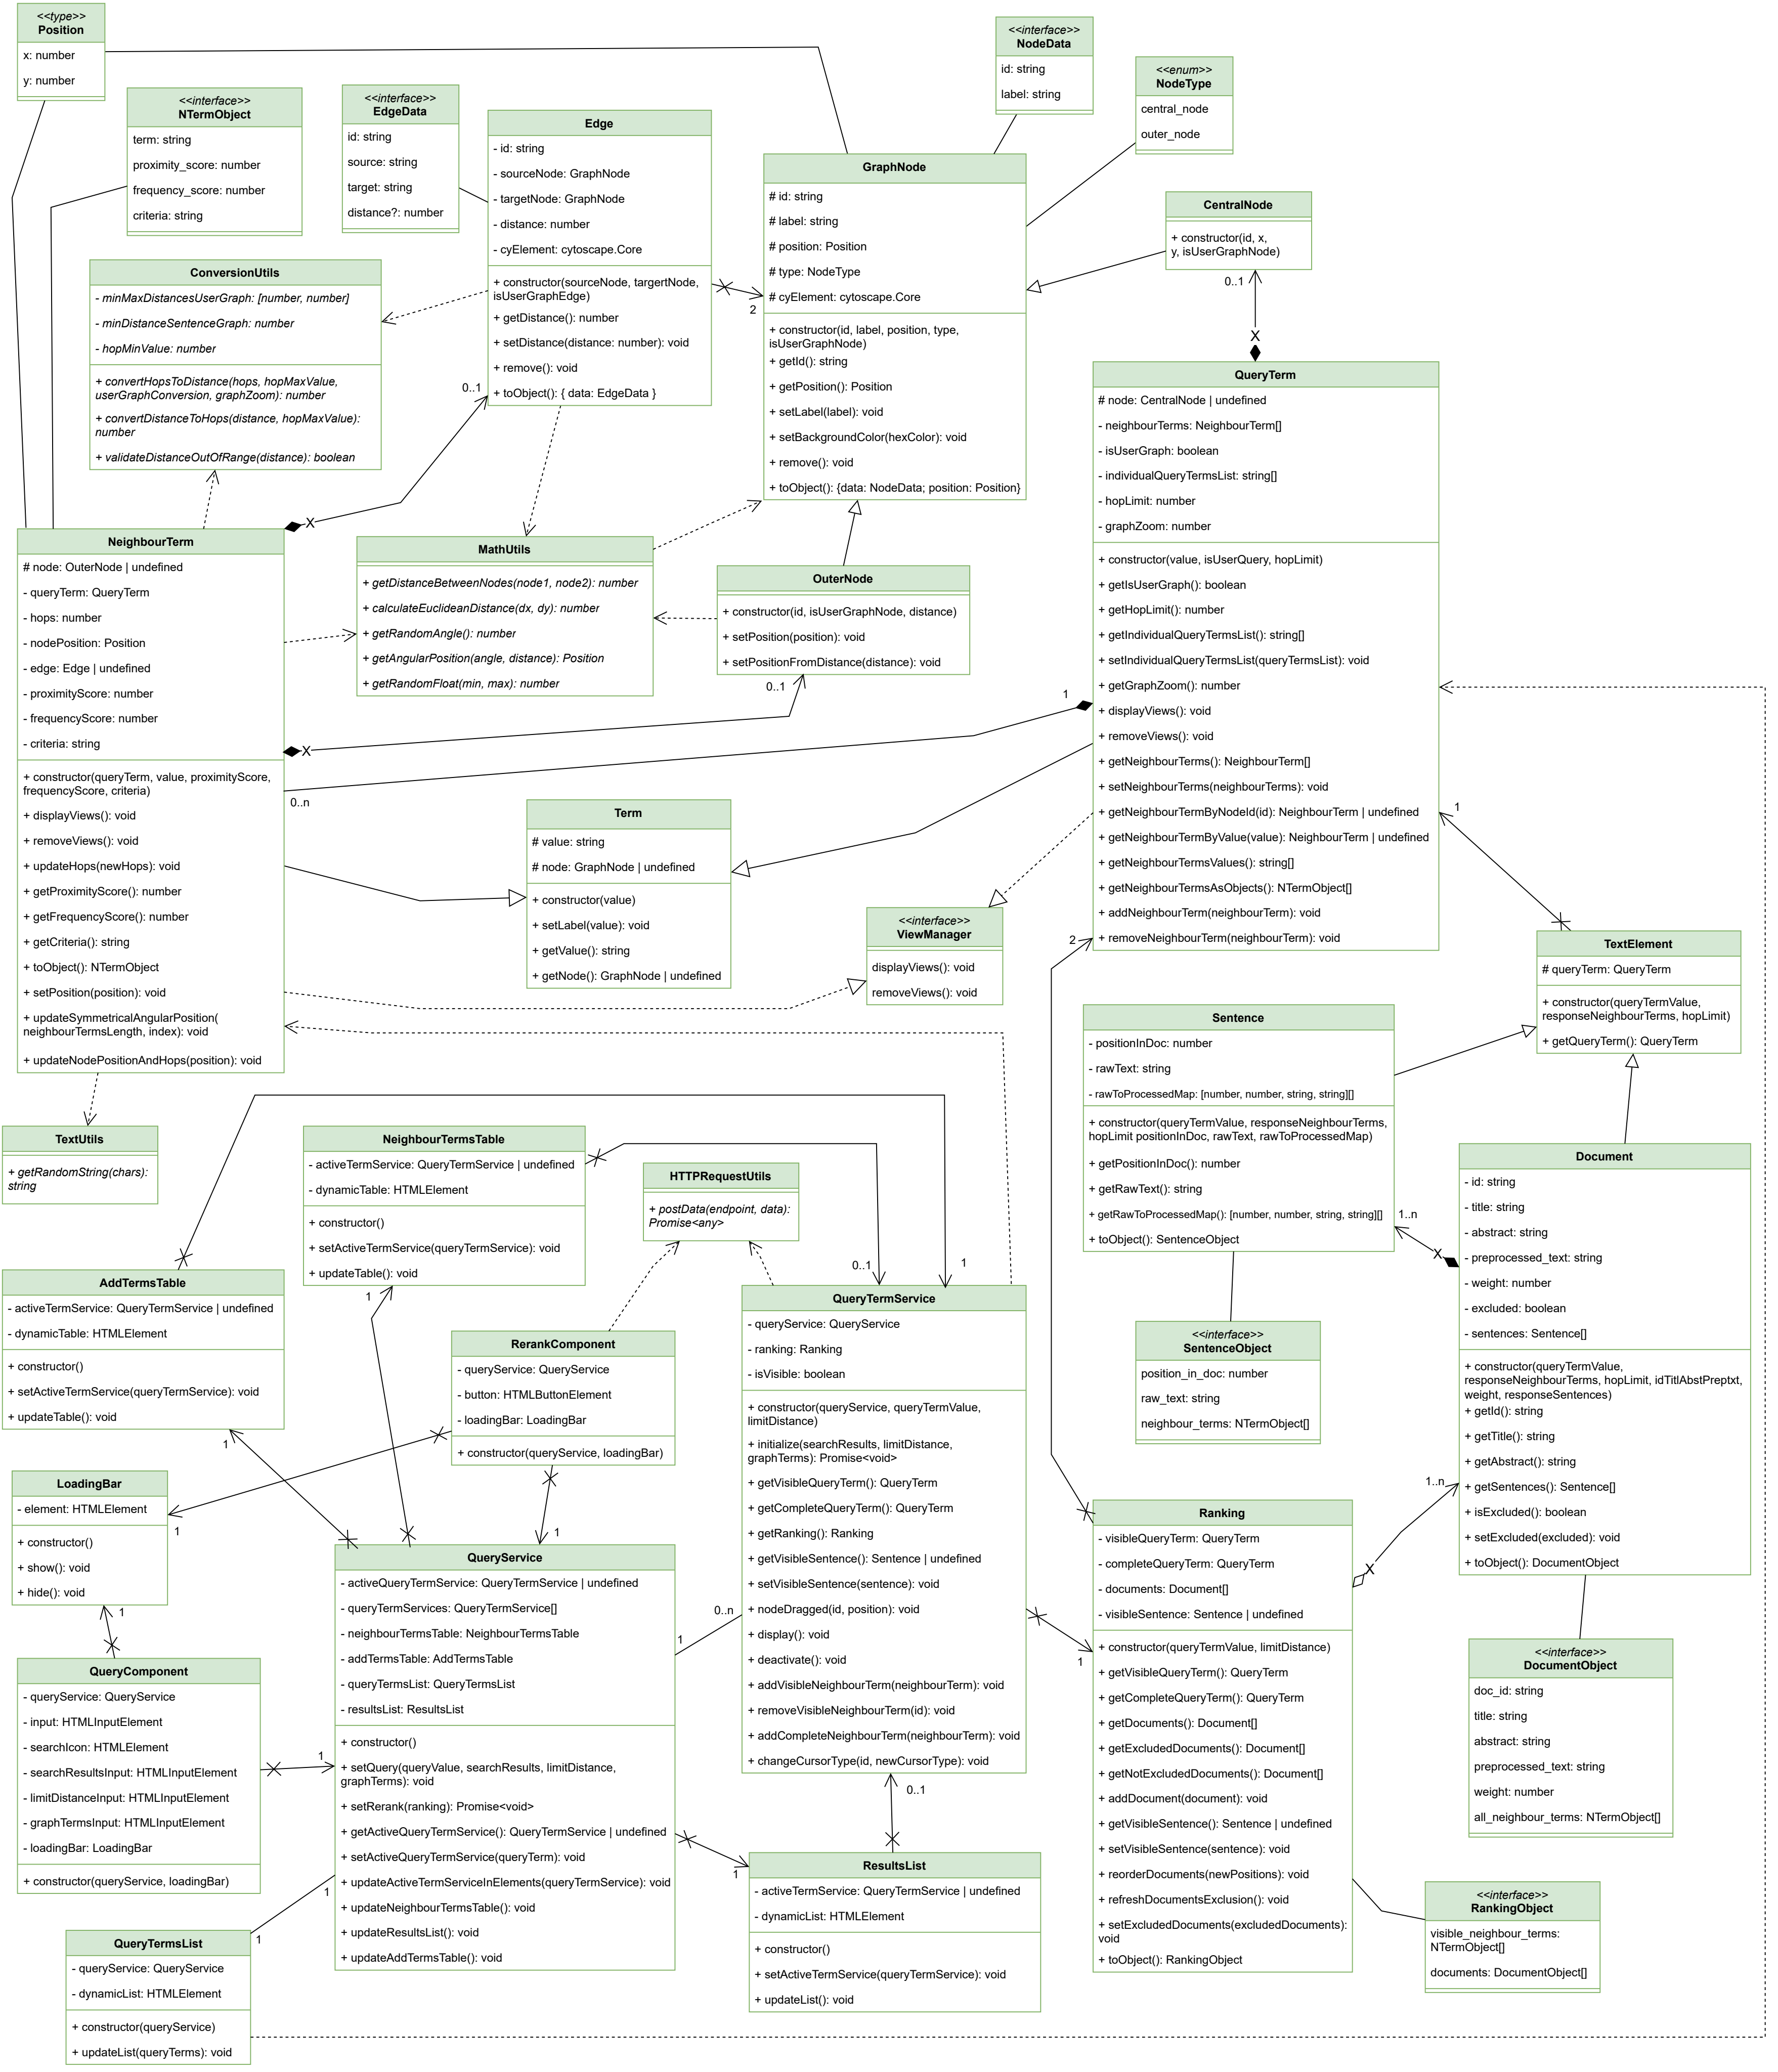 <<type>>
Position
x: number
y: number
<<interface>>
NTermObject
term: string
proximity_score: number
frequency_score: number
criteria: string
<<interface>>
EdgeData
id: string
source: string
target: string
distance?: number
Edge
- id: string
- sourceNode: GraphNode
- targetNode: GraphNode
- distance: number
- cyElement: cytoscape.Core
+ constructor(sourceNode, targertNode,
isUserGraphEdge)
+ getDistance(): number
+ setDistance(distance: number): void
+ remove(): void
+ toObject(): { data: EdgeData }
<<interface>>
NodeData
id: string
label: string
<<enum>>
NodeType
central_node
outer_node
GraphNode
# id: string
# label: string
# position: Position
# type: NodeType
# cyElement: cytoscape.Core
+ constructor(id, label, position, type,
isUserGraphNode)
+ getId(): string
+ getPosition(): Position
+ setLabel(label): void
+ setBackgroundColor(hexColor): void
+ remove(): void
+ toObject(): {data: NodeData; position: Position}
2
CentralNode
+ constructor(id, x,
y, isUserGraphNode)
0..1
X
ConversionUtils
- minMaxDistancesUserGraph: [number, number]
- minDistanceSentenceGraph: number
- hopMinValue: number
+ convertHopsToDistance(hops, hopMaxValue,
userGraphConversion, graphZoom): number
+ convertDistanceToHops(distance, hopMaxValue):
number
+ validateDistanceOutOfRange(distance): boolean
0..1
X
QueryTerm
# node: CentralNode | undefined
- neighbourTerms: NeighbourTerm[]
- isUserGraph: boolean
- individualQueryTermsList: string[]
- hopLimit: number
- graphZoom: number
+ constructor(value, isUserQuery, hopLimit)
+ getIsUserGraph(): boolean
+ getHopLimit(): number
+ getIndividualQueryTermsList(): string[]
+ setIndividualQueryTermsList(queryTermsList): void
+ getGraphZoom(): number
+ displayViews(): void
+ removeViews(): void
+ getNeighbourTerms(): NeighbourTerm[]
+ setNeighbourTerms(neighbourTerms): void
+ getNeighbourTermByNodeId(id): NeighbourTerm | undefined
+ getNeighbourTermByValue(value): NeighbourTerm | undefined
+ getNeighbourTermsValues(): string[]
+ getNeighbourTermsAsObjects(): NTermObject[]
+ addNeighbourTerm(neighbourTerm): void
+ removeNeighbourTerm(neighbourTerm): void
1
1
2
NeighbourTerm
# node: OuterNode | undefined
- queryTerm: QueryTerm
- hops: number
- nodePosition: Position
- edge: Edge | undefined
- proximityScore: number
- frequencyScore: number
- criteria: string
+ constructor(queryTerm, value, proximityScore,
frequencyScore, criteria)
+ displayViews(): void
+ removeViews(): void
+ updateHops(newHops): void
+ getProximityScore(): number
+ getFrequencyScore(): number
+ getCriteria(): string
+ toObject(): NTermObject
+ setPosition(position): void
+ updateSymmetricalAngularPosition(
neighbourTermsLength, index): void
+ updateNodePositionAndHops(position): void
X
0..n
MathUtils
+ getDistanceBetweenNodes(node1, node2): number
+ calculateEuclideanDistance(dx, dy): number
+ getRandomAngle(): number
+ getAngularPosition(angle, distance): Position
+ getRandomFloat(min, max): number
OuterNode
+ constructor(id, isUserGraphNode, distance)
+ setPosition(position): void
+ setPositionFromDistance(distance): void
0..1
Term
# value: string
# node: GraphNode | undefined
+ constructor(value)
+ setLabel(value): void
+ getValue(): string
+ getNode(): GraphNode | undefined
<<interface>>
ViewManager
displayViews(): void
removeViews(): void
TextElement
# queryTerm: QueryTerm
+ constructor(queryTermValue,
responseNeighbourTerms, hopLimit)
+ getQueryTerm(): QueryTerm
Sentence
- positionInDoc: number
- rawText: string
- rawToProcessedMap: [number, number, string, string][]
+ constructor(queryTermValue, responseNeighbourTerms,
hopLimit positionInDoc, rawText, rawToProcessedMap)
+ getPositionInDoc(): number
+ getRawText(): string
+ getRawToProcessedMap(): [number, number, string, string][]
+ toObject(): SentenceObject
1..n
X
Document
- id: string
- title: string
- abstract: string
- preprocessed_text: string
- weight: number
- excluded: boolean
- sentences: Sentence[]
+ constructor(queryTermValue,
responseNeighbourTerms, hopLimit, idTitlAbstPreptxt,
weight, responseSentences)
+ getId(): string
+ getTitle(): string
+ getAbstract(): string
+ getSentences(): Sentence[]
+ isExcluded(): boolean
+ setExcluded(excluded): void
+ toObject(): DocumentObject
1..n
X
<<interface>>
SentenceObject
position_in_doc: number
raw_text: string
neighbour_terms: NTermObject[]
TextUtils
+ getRandomString(chars):
string
NeighbourTermsTable
- activeTermService: QueryTermService | undefined
- dynamicTable: HTMLElement
+ constructor()
+ setActiveTermService(queryTermService): void
+ updateTable(): void
1
HTTPRequestUtils
+ postData(endpoint, data):
Promise<any>
AddTermsTable
- activeTermService: QueryTermService | undefined
- dynamicTable: HTMLElement
+ constructor()
+ setActiveTermService(queryTermService): void
+ updateTable(): void
1
RerankComponent
- queryService: QueryService
- button: HTMLButtonElement
- loadingBar: LoadingBar
+ constructor(queryService, loadingBar)
1
0..1
1
QueryTermService
- queryService: QueryService
- ranking: Ranking
- isVisible: boolean
+ constructor(queryService, queryTermValue,
limitDistance)
+ initialize(searchResults, limitDistance,
graphTerms): Promise<void>
+ getVisibleQueryTerm(): QueryTerm
+ getCompleteQueryTerm(): QueryTerm
+ getRanking(): Ranking
+ getVisibleSentence(): Sentence | undefined
+ setVisibleSentence(sentence): void
+ nodeDragged(id, position): void
+ display(): void
+ deactivate(): void
+ addVisibleNeighbourTerm(neighbourTerm): void
+ removeVisibleNeighbourTerm(id): void
+ addCompleteNeighbourTerm(neighbourTerm): void
+ changeCursorType(id, newCursorType): void
0..n
1
1
0..1
LoadingBar
- element: HTMLElement
+ constructor()
+ show(): void
+ hide(): void
1
1
QueryService
- activeQueryTermService: QueryTermService | undefined
- queryTermServices: QueryTermService[]
- neighbourTermsTable: NeighbourTermsTable
- addTermsTable: AddTermsTable
- queryTermsList: QueryTermsList
- resultsList: ResultsList
+ constructor()
+ setQuery(queryValue, searchResults, limitDistance,
graphTerms): void
+ setRerank(ranking): Promise<void>
+ getActiveQueryTermService(): QueryTermService | undefined
+ setActiveQueryTermService(queryTerm): void
+ updateActiveTermServiceInElements(queryTermService): void
+ updateNeighbourTermsTable(): void
+ updateResultsList(): void
+ updateAddTermsTable(): void
1
1
1
QueryComponent
- queryService: QueryService
- input: HTMLInputElement
- searchIcon: HTMLElement
- searchResultsInput: HTMLInputElement
- limitDistanceInput: HTMLInputElement
- graphTermsInput: HTMLInputElement
- loadingBar: LoadingBar
+ constructor(queryService, loadingBar)
QueryTermsList
- queryService: QueryService
- dynamicList: HTMLElement
+ constructor(queryService)
+ updateList(queryTerms): void
1
ResultsList
- activeTermService: QueryTermService | undefined
- dynamicList: HTMLElement
+ constructor()
+ setActiveTermService(queryTermService): void
+ updateList(): void
Ranking
- visibleQueryTerm: QueryTerm
- completeQueryTerm: QueryTerm
- documents: Document[]
- visibleSentence: Sentence | undefined
+ constructor(queryTermValue, limitDistance)
+ getVisibleQueryTerm(): QueryTerm
+ getCompleteQueryTerm(): QueryTerm
+ getDocuments(): Document[]
+ getExcludedDocuments(): Document[]
+ getNotExcludedDocuments(): Document[]
+ addDocument(document): void
+ getVisibleSentence(): Sentence | undefined
+ setVisibleSentence(sentence): void
+ reorderDocuments(newPositions): void
+ refreshDocumentsExclusion(): void
+ setExcludedDocuments(excludedDocuments):
void
+ toObject(): RankingObject
<<interface>>
DocumentObject
doc_id: string
title: string
abstract: string
preprocessed_text: string
weight: number
all_neighbour_terms: NTermObject[]
<<interface>>
RankingObject
visible_neighbour_terms:
NTermObject[]
documents: DocumentObject[]